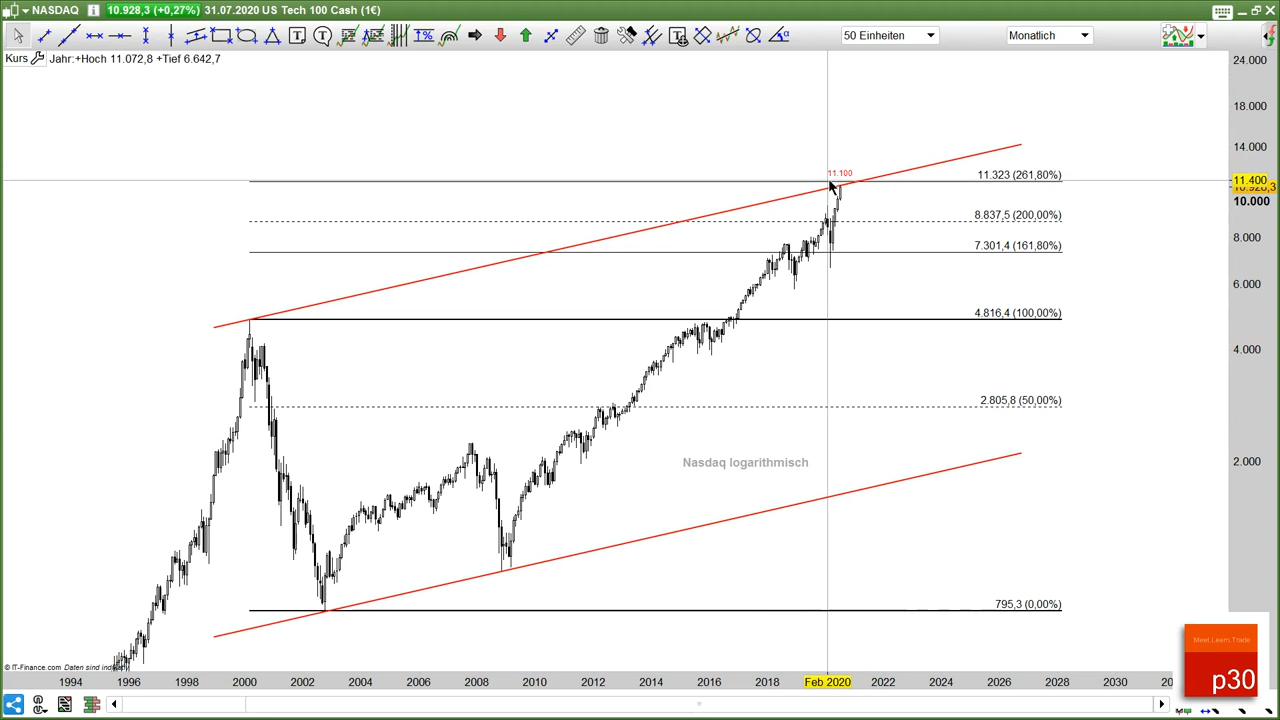 NASDAQ 10.928,3 (+0,27%) 31.07.2020 US Tech 100 Cash (1€)
50 Einheiten Monatlich
Kurs Jahr:+Hoch 11.072,8 +Tief 6.642,7
24.000
18.000
14.000
11.100
11.323 (261,80%)
11.400
10.000
8.837,5 (200,00%)
8.000
7.301,4 (161,80%)
6.000
4.816,4 (100,00%)
4.000
2.805,8 (50,00%)
Nasdaq logarithmisch
2.000
795,3 (0,00%)
Meet.Learn.Trade
p30
© IT-Finance.com Daten sind
1994 1996 1998 2000 2002 2004 2006 2008 2010 2012 2014 2016 2018 Feb 2020 2022 2024 2026 2028 2030